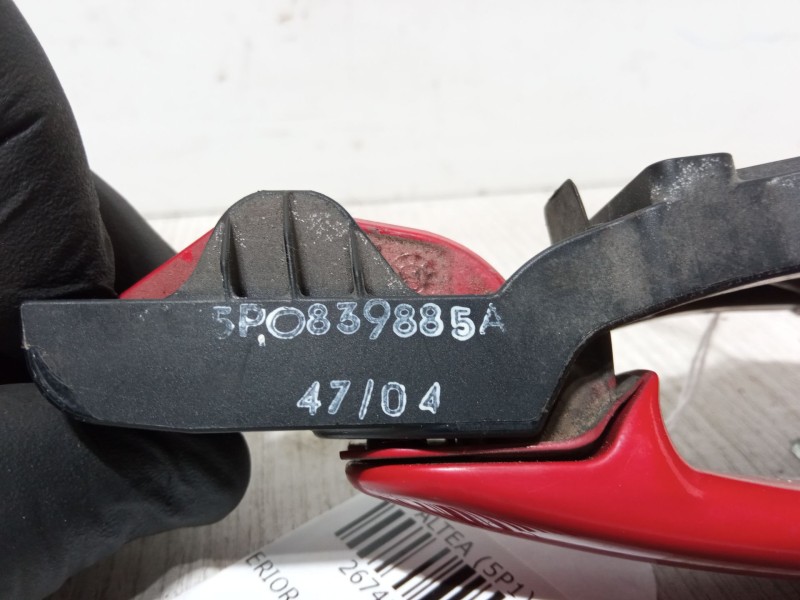 5P0839885A
47/04
ALTEA (5P1)
2674
ERIOR